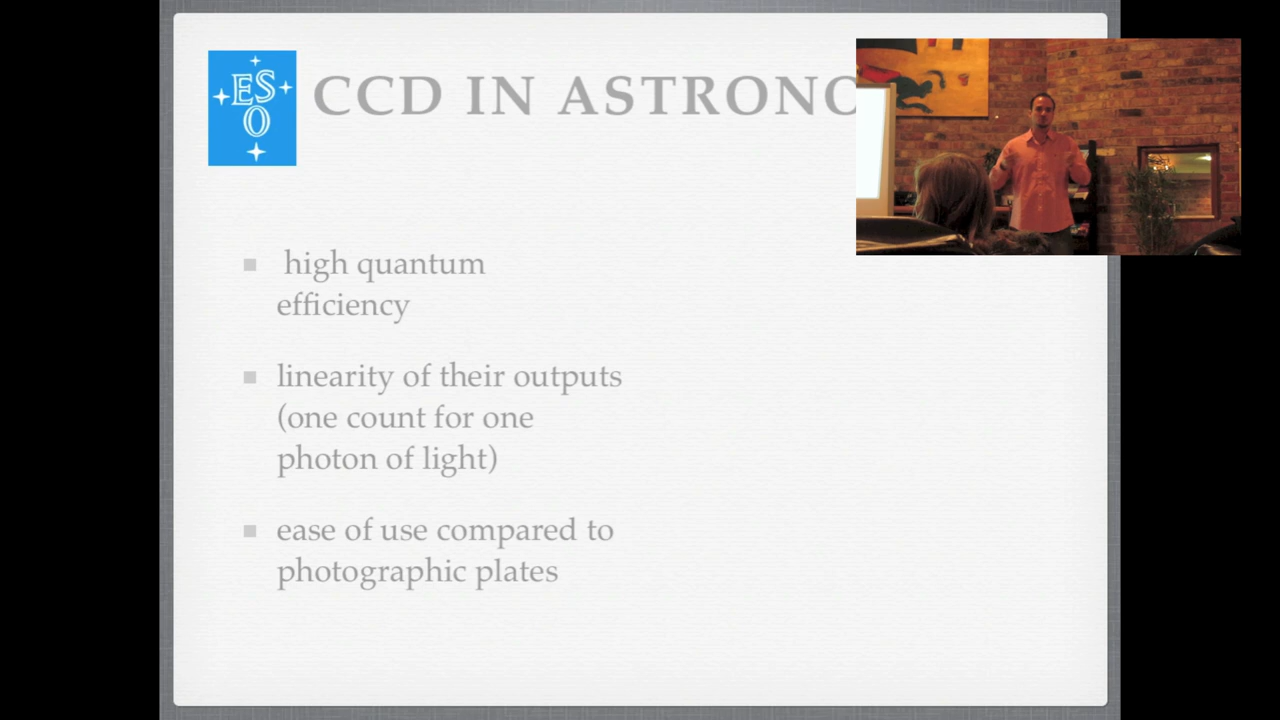 ESO
CCD IN ASTRONO
high quantum
efficiency
linearity of their outputs
(one count for one
photon of light)
ease of use compared to
photographic plates